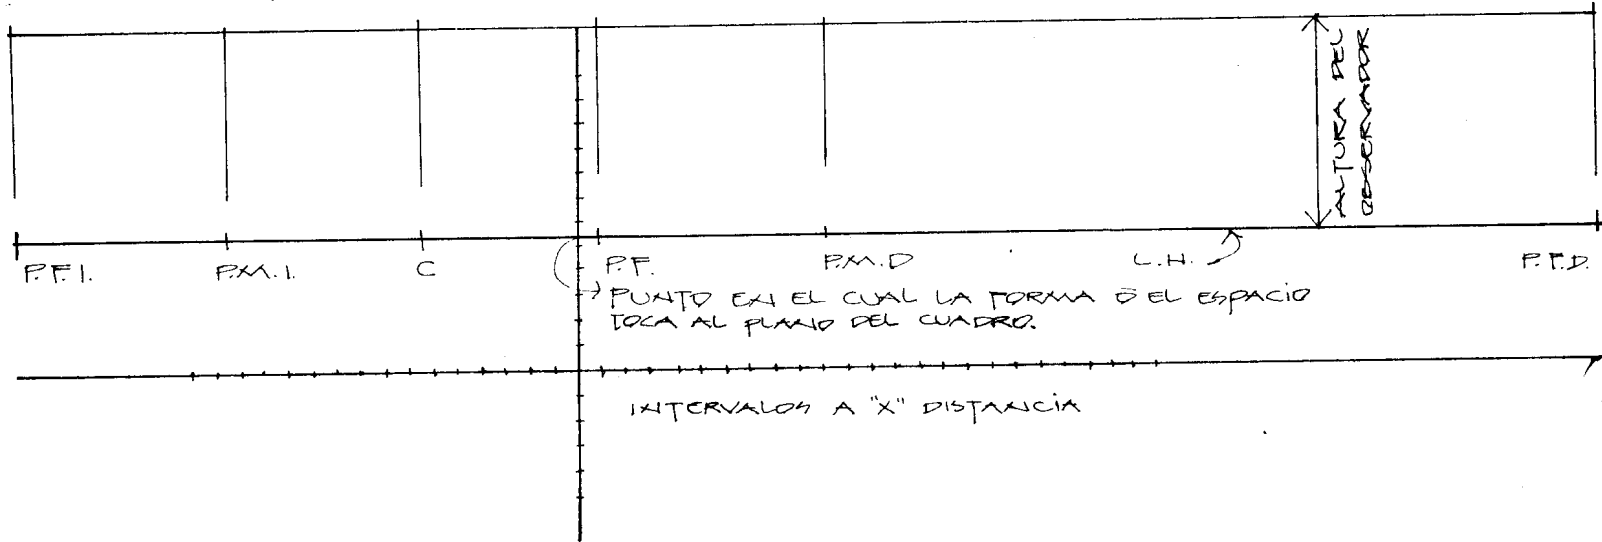 ALTURA DEL
OBSERVADOR
P.F.I. P.M.I. C P.F. P.M.D L.H. P.F.D.
PUNTO EN EL CUAL LA FORMA Ó EL ESPACIO
TOCA AL PLANO DEL CUADRO.
INTERVALOS A "X" DISTANCIA